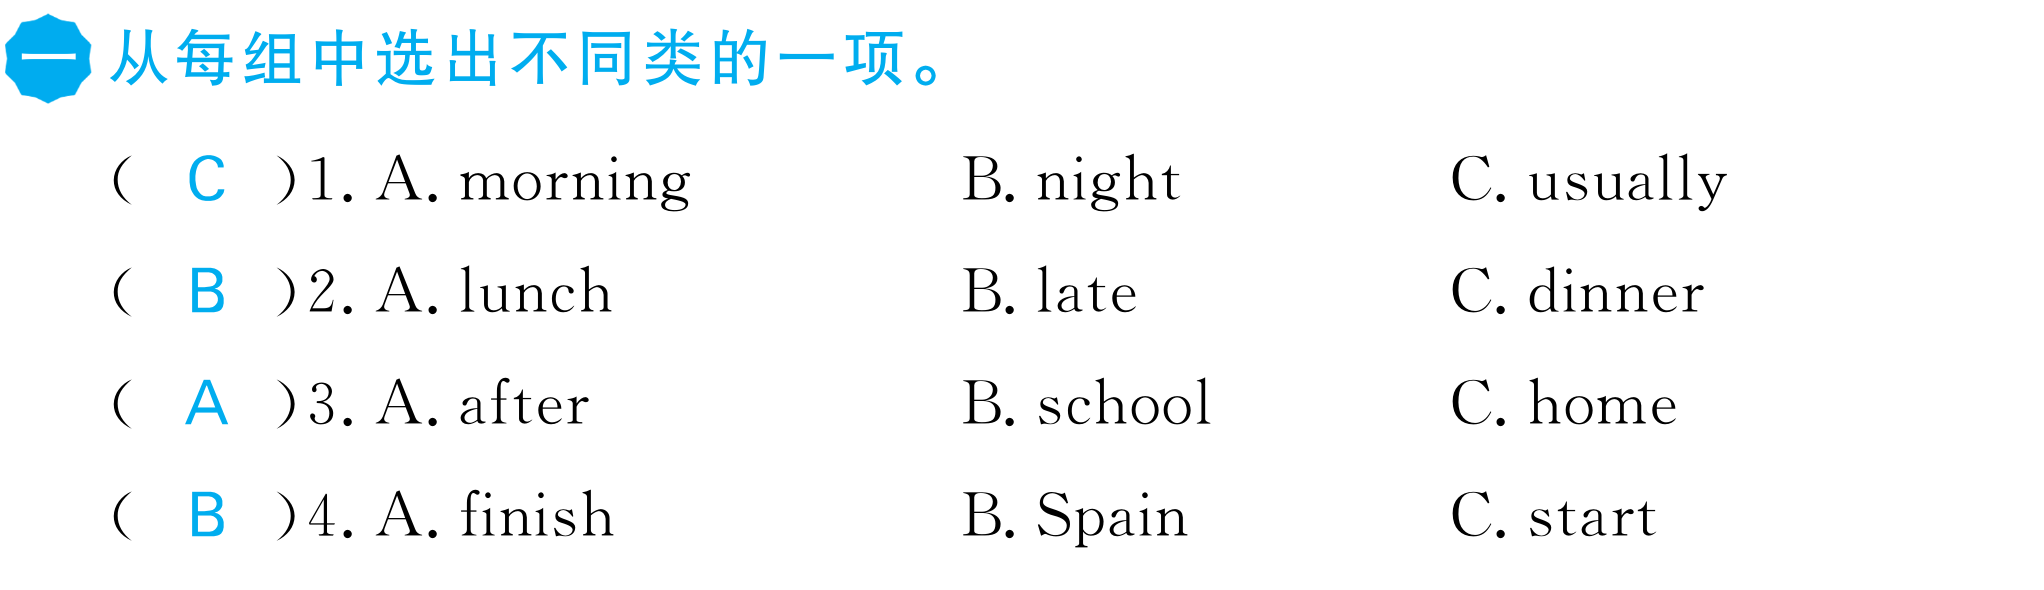 一 从每组中选出不同类的一项。
( C )1. A. morning B. night C. usually
( B )2. A. lunch B. late C. dinner
( A )3. A. after B. school C. home
( B )4. A. finish B. Spain C. start